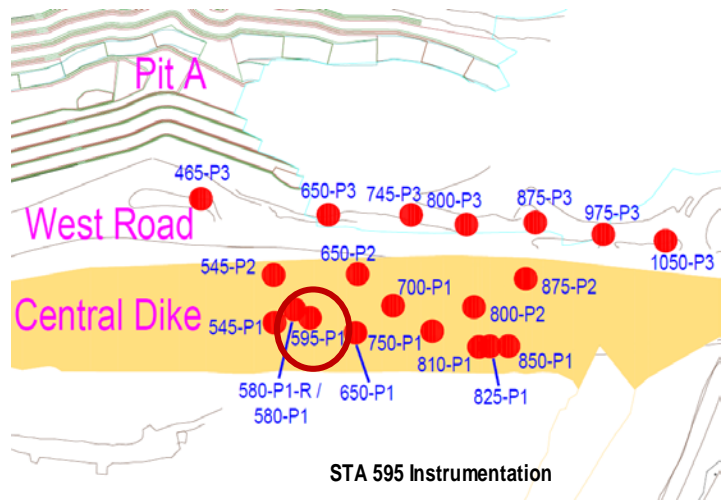 Pit A
465-P3
650-P3
745-P3
800-P3
875-P3
975-P3
1050-P3
West Road
545-P2
650-P2
700-P1
875-P2
Central Dike
800-P2
545-P1
595-P1
750-P1
810-P1
850-P1
580-P1-R /
580-P1
650-P1
825-P1
STA 595 Instrumentation